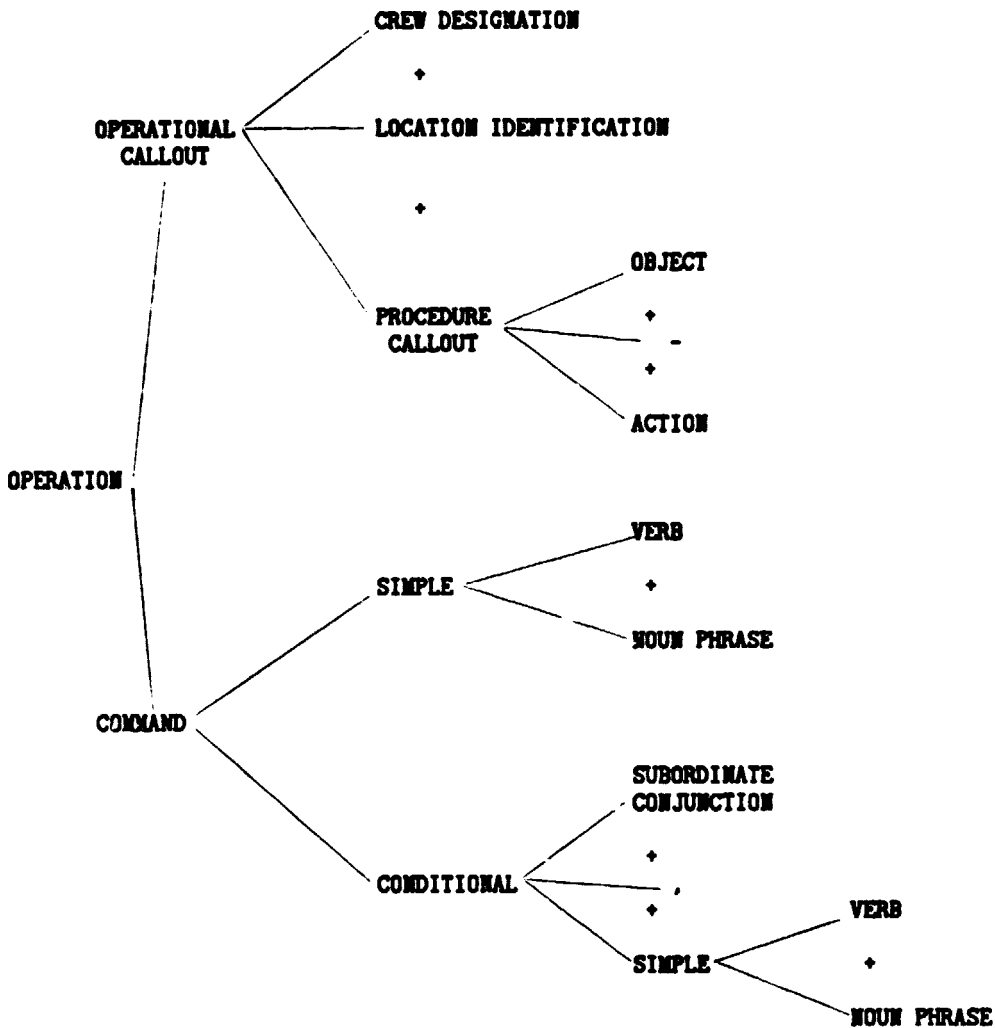 CREW DESIGNATION
+
OPERATIONAL
CALLOUT
LOCATION IDENTIFICATION
+
OBJECT
PROCEDURE
CALLOUT
+
-
+
ACTION
OPERATION
VERB
SIMPLE
+
NOUN PHRASE
COMMAND
SUBORDINATE
CONJUNCTION
+
CONDITIONAL
,
+
VERB
SIMPLE
+
NOUN PHRASE